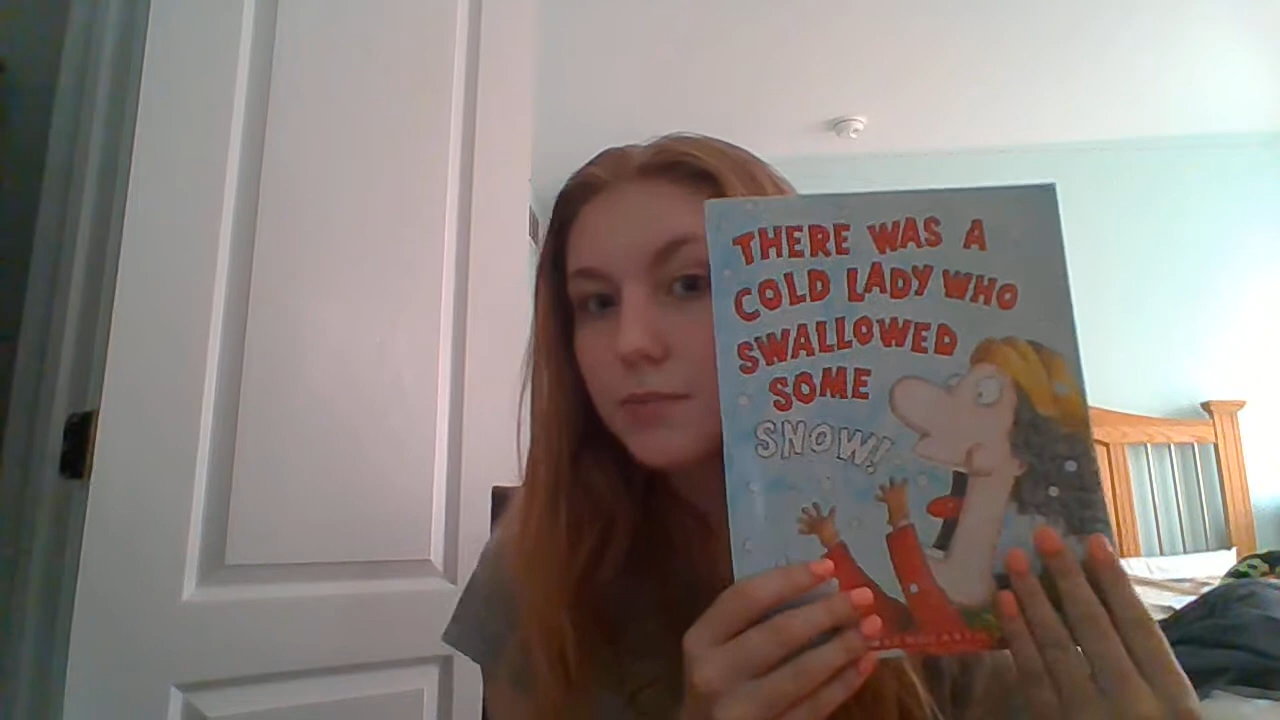 THERE WAS A
COLD LADY WHO
SWALLOWED
SOME
SNOW!